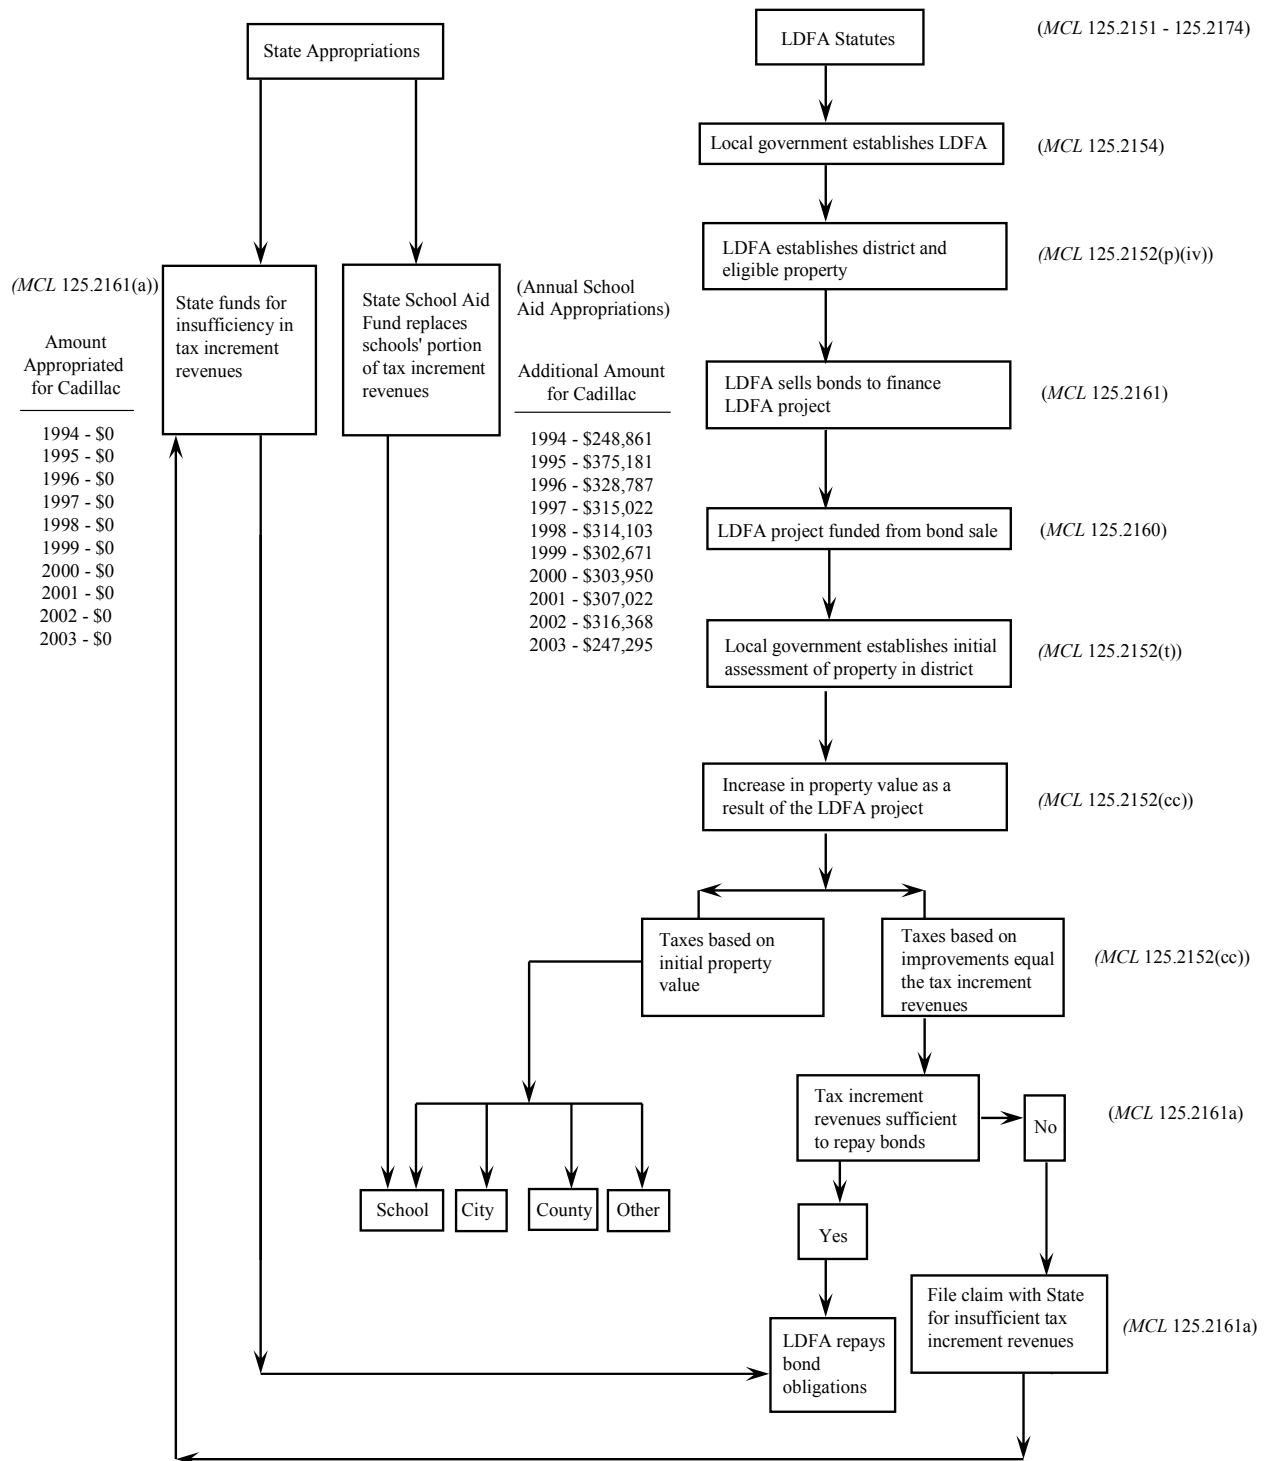 State Appropriations
LDFA Statutes
(MCL 125.2151 - 125.2174)
Local government establishes LDFA
(MCL 125.2154)
LDFA establishes district and
eligible property
(MCL 125.2152(p)(iv))
(MCL 125.2161(a))
Amount
Appropriated
for Cadillac
1994 - $0
1995 - $0
1996 - $0
1997 - $0
1998 - $0
1999 - $0
2000 - $0
2001 - $0
2002 - $0
2003 - $0
State funds for
insufficiency in
tax increment
revenues
State School Aid
Fund replaces
schools' portion
of tax increment
revenues
(Annual School
Aid Appropriations)
Additional Amount
for Cadillac
1994 - $248,861
1995 - $375,181
1996 - $328,787
1997 - $315,022
1998 - $314,103
1999 - $302,671
2000 - $303,950
2001 - $307,022
2002 - $316,368
2003 - $247,295
LDFA sells bonds to finance
LDFA project
(MCL 125.2161)
LDFA project funded from bond sale
(MCL 125.2160)
Local government establishes initial
assessment of property in district
(MCL 125.2152(t))
Increase in property value as a
result of the LDFA project
(MCL 125.2152(cc))
Taxes based on
initial property
value
Taxes based on
improvements equal
the tax increment
revenues
(MCL 125.2152(cc))
Tax increment
revenues sufficient
to repay bonds
No
(MCL 125.2161a)
School
City
County
Other
Yes
File claim with State
for insufficient tax
increment revenues
(MCL 125.2161a)
LDFA repays
bond
obligations